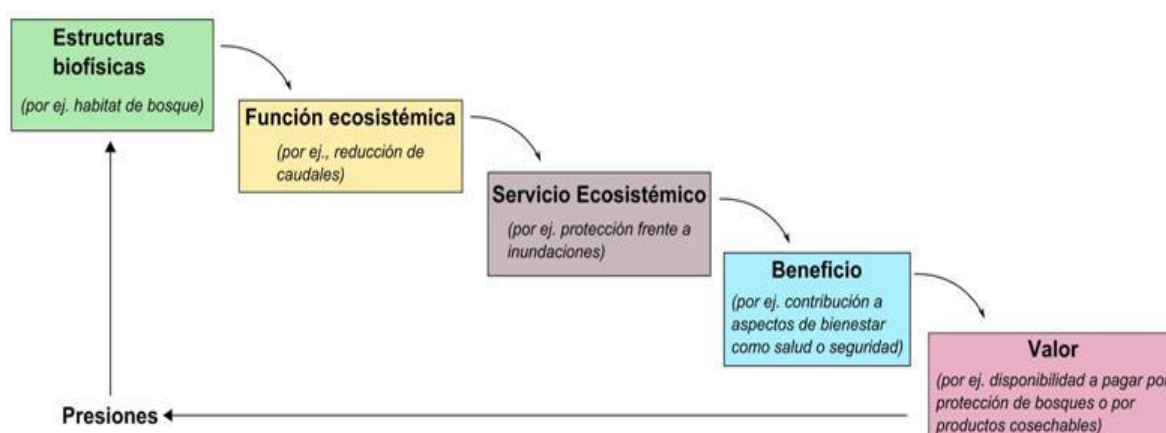 Estructuras
biofísicas
(por ej. habitat de bosque)
Función ecosistémica
(por ej., reducción de
caudales)
Servicio Ecosistémico
(por ej. protección frente a
inundaciones)
Beneficio
(por ej. contribución a
aspectos de bienestar
como salud o seguridad)
Valor
(por ej. disponibilidad a pagar por
protección de bosques o por
productos cosechables)
Presiones